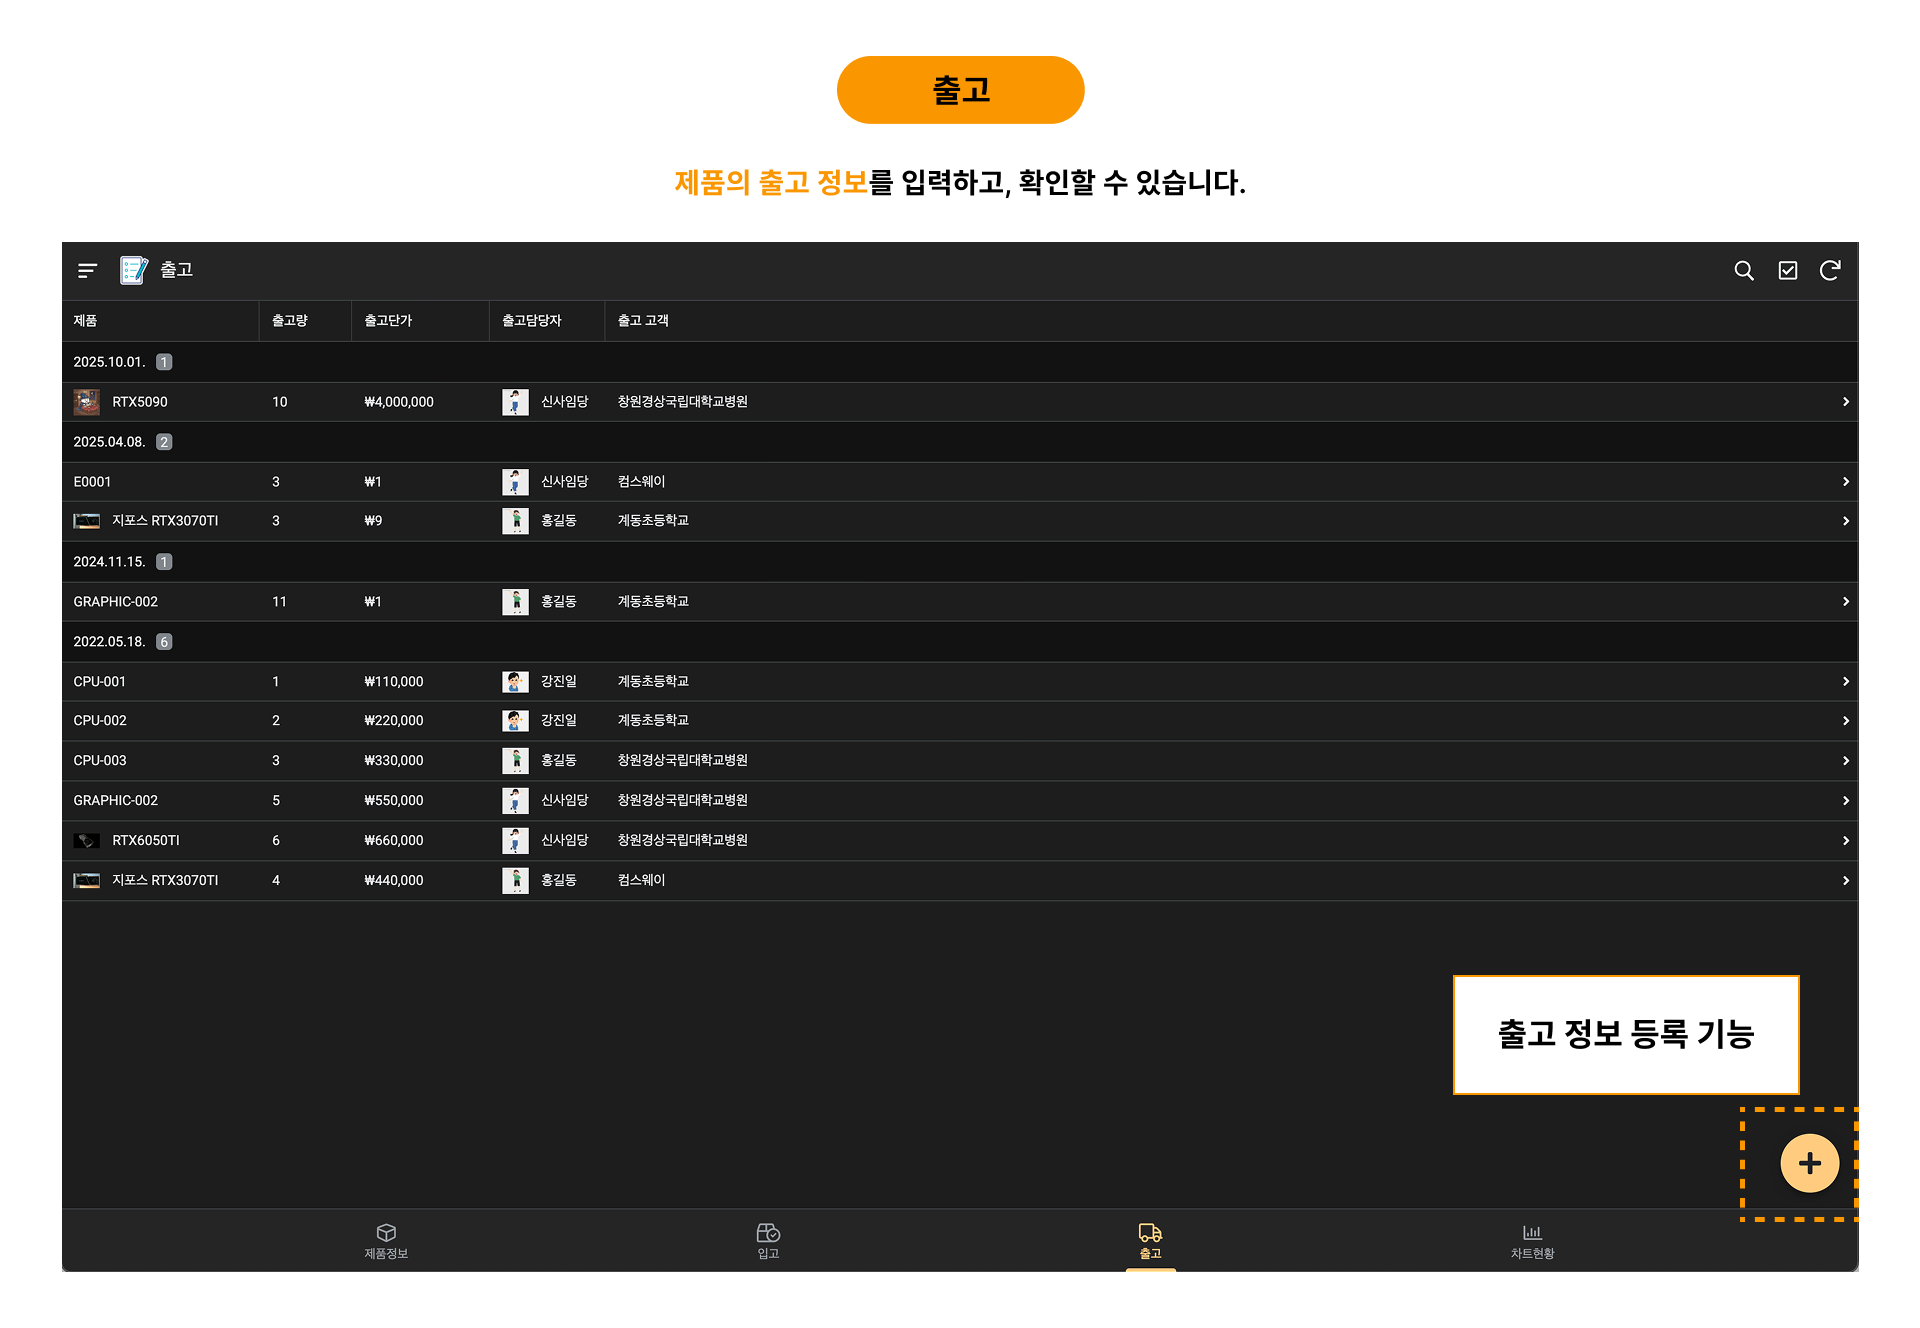 출고
제품의 출고 정보를 입력하고, 확인할 수 있습니다.
출고
제품 출고량 출고단가 출고담당자 출고 고객
2025.10.01. 1
RTX5090 10 ₩4,000,000 신사임당 창원경상국립대학교병원
2025.04.08. 2
E0001 3 ₩1 신사임당 컴스웨이
지포스 RTX3070TI 3 ₩9 홍길동 계동초등학교
2024.11.15. 1
GRAPHIC-002 11 ₩1 홍길동 계동초등학교
2022.05.18. 6
CPU-001 1 ₩110,000 강진일 계동초등학교
CPU-002 2 ₩220,000 강진일 계동초등학교
CPU-003 3 ₩330,000 홍길동 창원경상국립대학교병원
GRAPHIC-002 5 ₩550,000 신사임당 창원경상국립대학교병원
RTX6050TI 6 ₩660,000 신사임당 창원경상국립대학교병원
지포스 RTX3070TI 4 ₩440,000 홍길동 컴스웨이
출고 정보 등록 기능
제품정보 입고 출고 차트현황